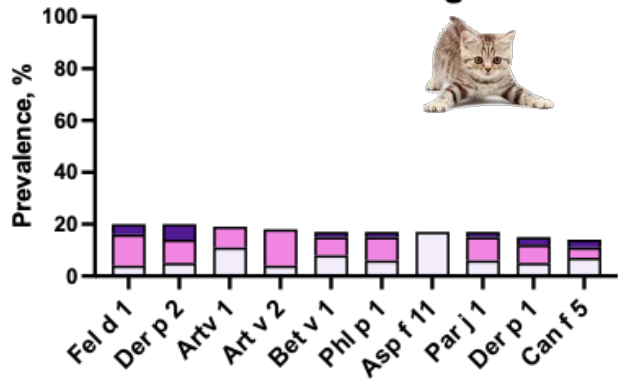 Prevalence, %
100
80
60
40
20
0
Fel d 1
Der p 2
Artv 1
Art v 2
Bet v 1
Phl p 1
Asp f 11
Par j 1
Der p 1
Can f 5